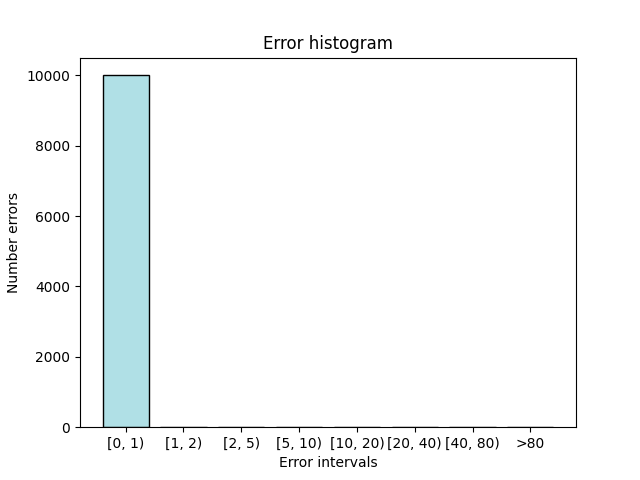 Error histogram
10000
8000
6000
4000
2000
0
Number errors
[0, 1) [1, 2) [2, 5) [5, 10) [10, 20) [20, 40) [40, 80) >80
Error intervals